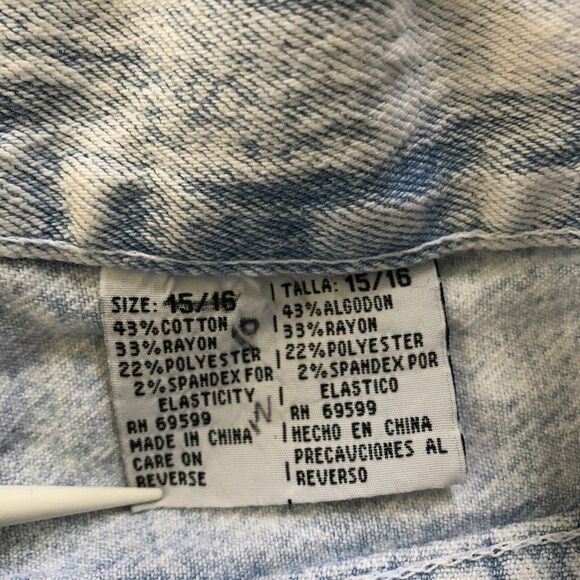 SIZE: 15/16
43% COTTON
33% RAYON
22% POLYESTER
2% SPANDEX FOR
ELASTICITY
RN 69599
MADE IN CHINA
CARE ON
REVERSE
TALLA: 15/16
43% ALGODON
33% RAYON
22% POLYESTER
2% SPANDEX POR
ELASTICO
RN 69599
HECHO EN CHINA
PRECAUCIONES AL
REVERSO